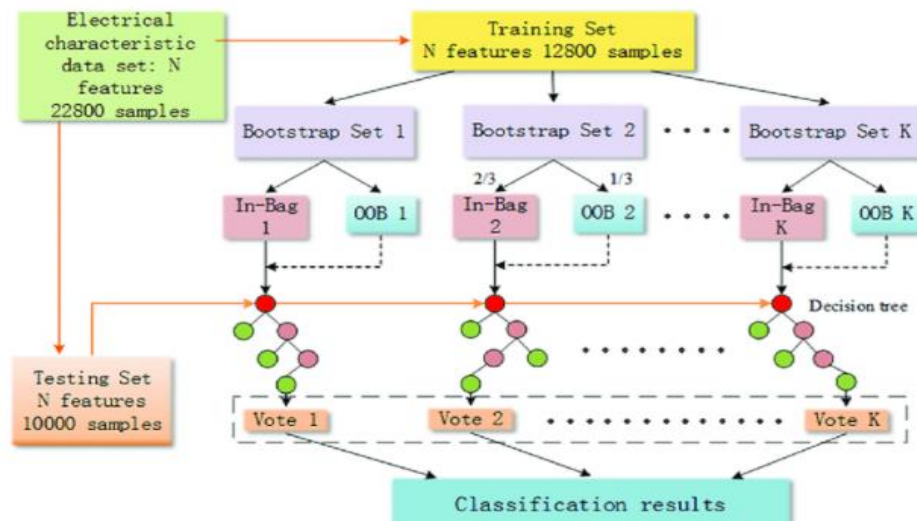 Electrical
characteristic
data set: N
features
22800 samples
Training Set
N features 12800 samples
Bootstrap Set 1
Bootstrap Set 2
Bootstrap Set K
2/3
1/3
In-Bag
1
OOB 1
In-Bag
2
OOB 2
In-Bag
K
OOB K
Decision tree
Testing Set
N features
10000 samples
Vote 1
Vote 2
Vote K
Classification results